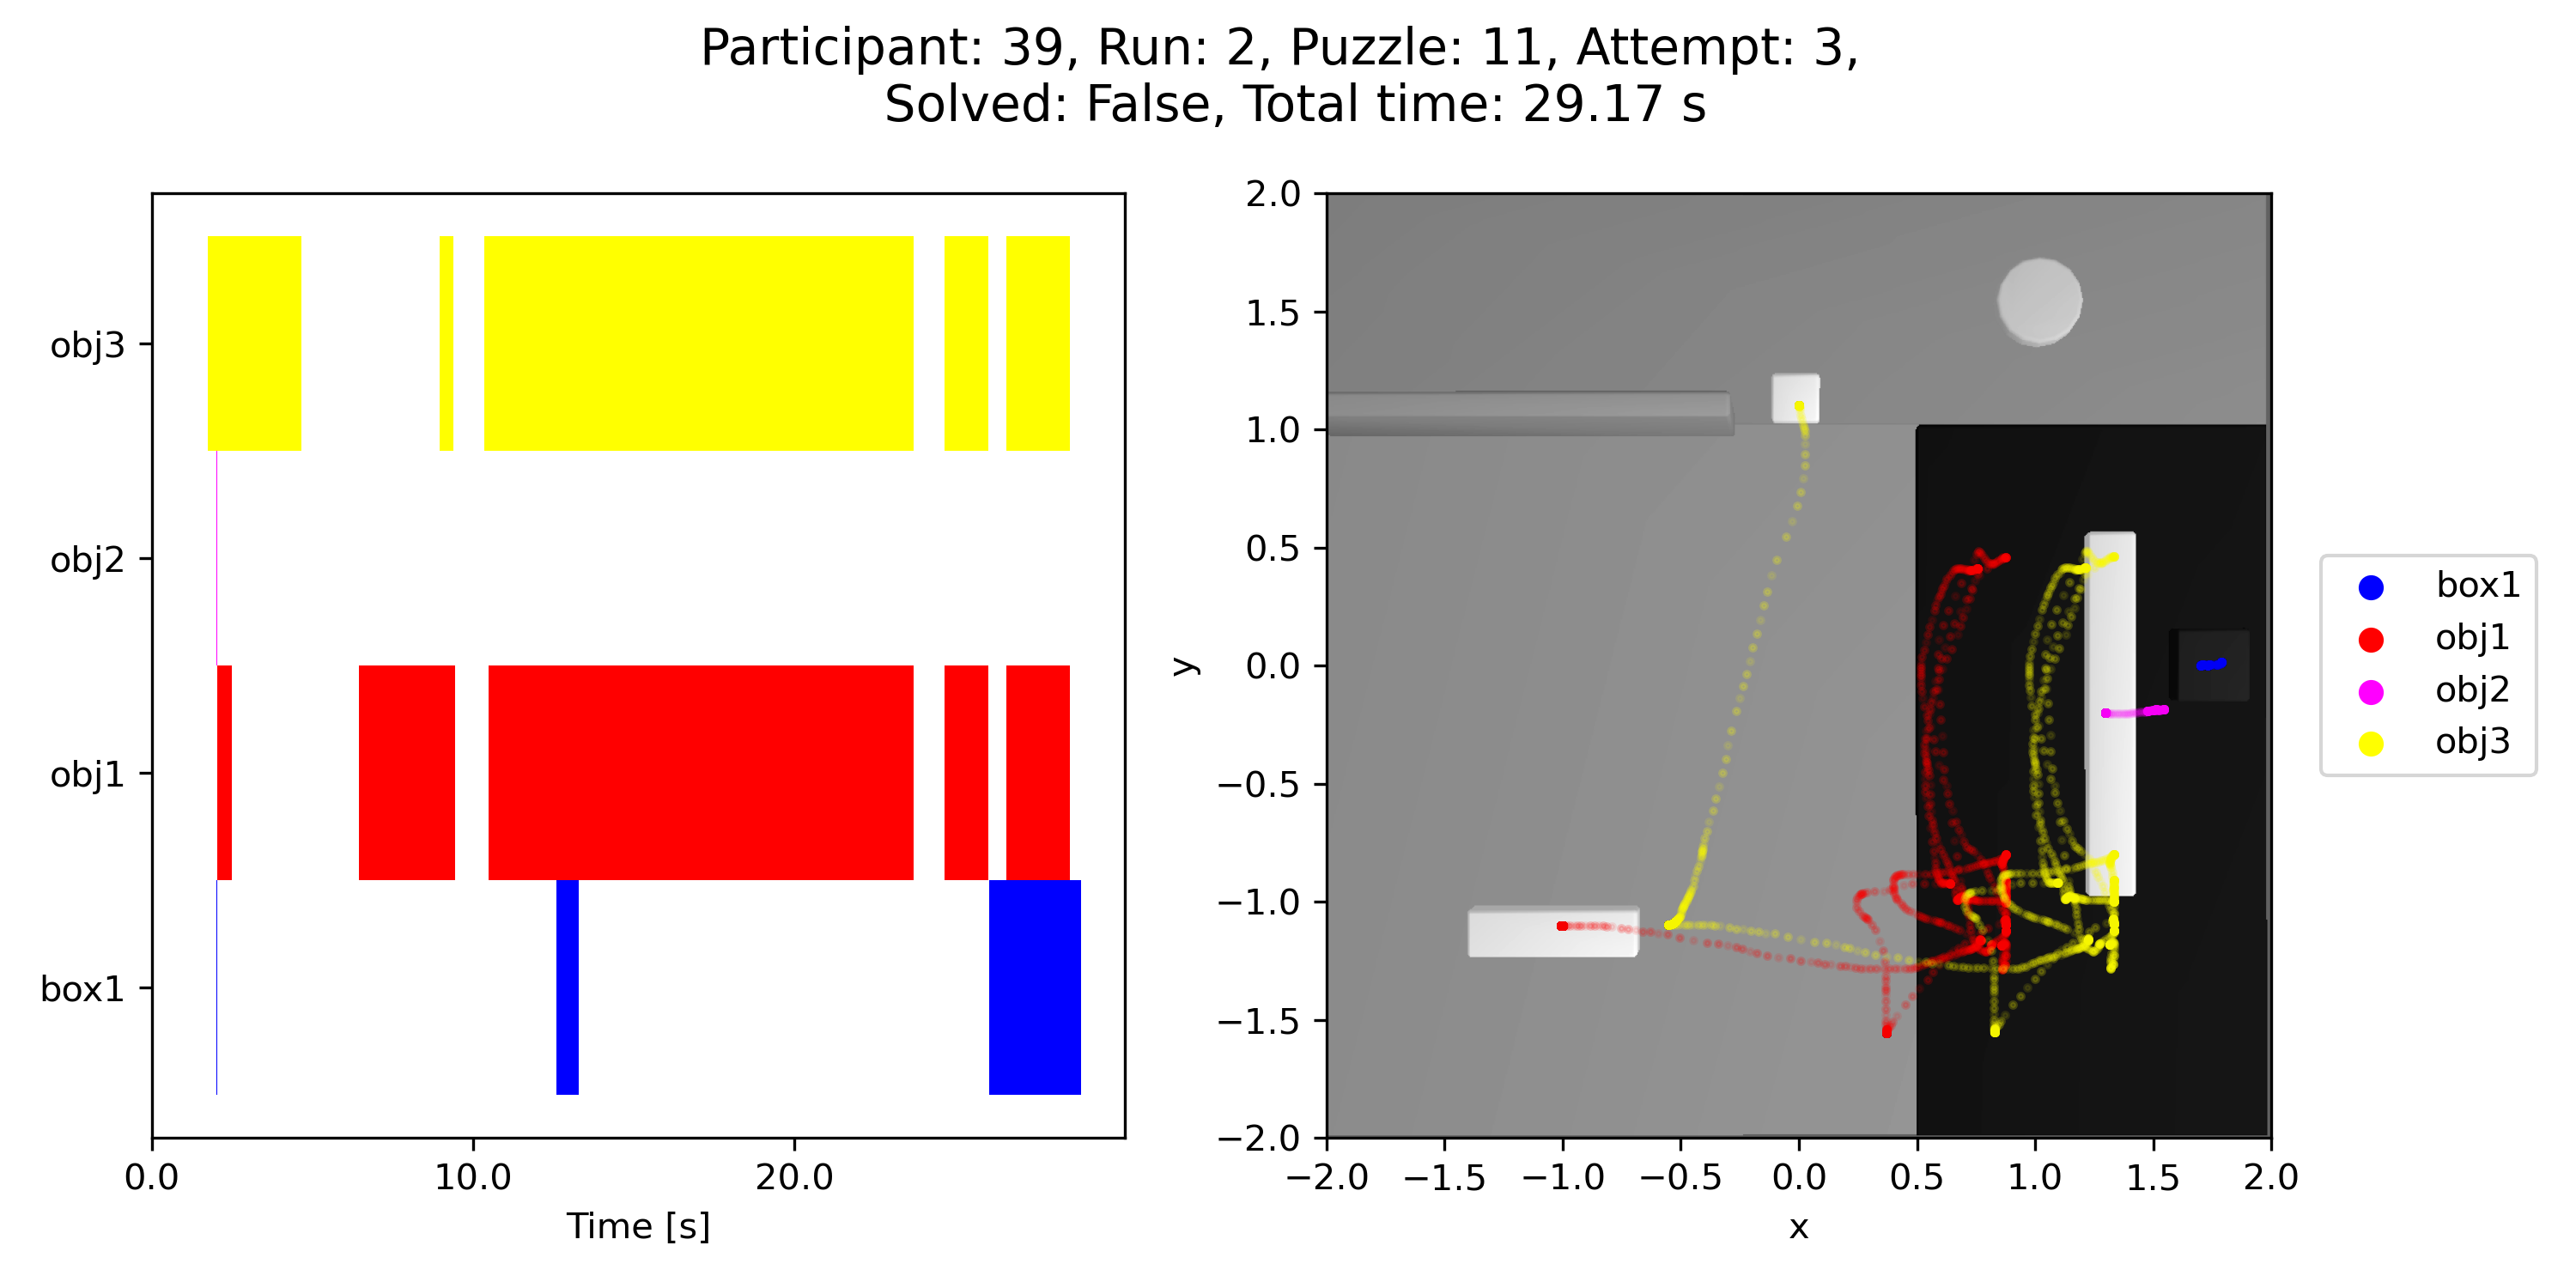 Participant: 39, Run: 2, Puzzle: 11, Attempt: 3,
Solved: False, Total time: 29.17 s
obj3
obj2
obj1
box1
0.0 10.0 20.0
Time [s]
2.0
1.5
1.0
0.5
0.0
−0.5
−1.0
−1.5
−2.0
y
−2.0 −1.5 −1.0 −0.5 0.0 0.5 1.0 1.5 2.0
x
box1
obj1
obj2
obj3